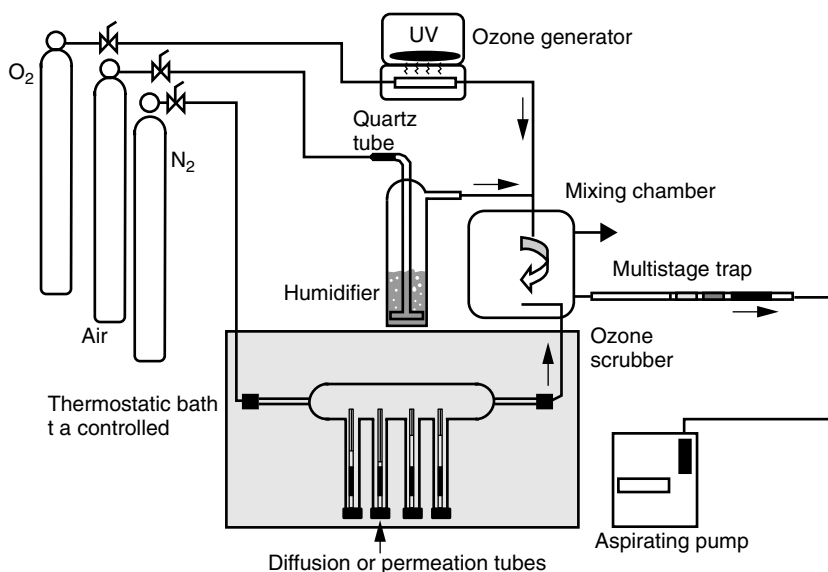 UV
Ozone generator
O2
Air
N2
Quartz
tube
Mixing chamber
Multistage trap
Humidifier
Ozone
scrubber
Thermostatic bath
t a controlled
Aspirating pump
Diffusion or permeation tubes